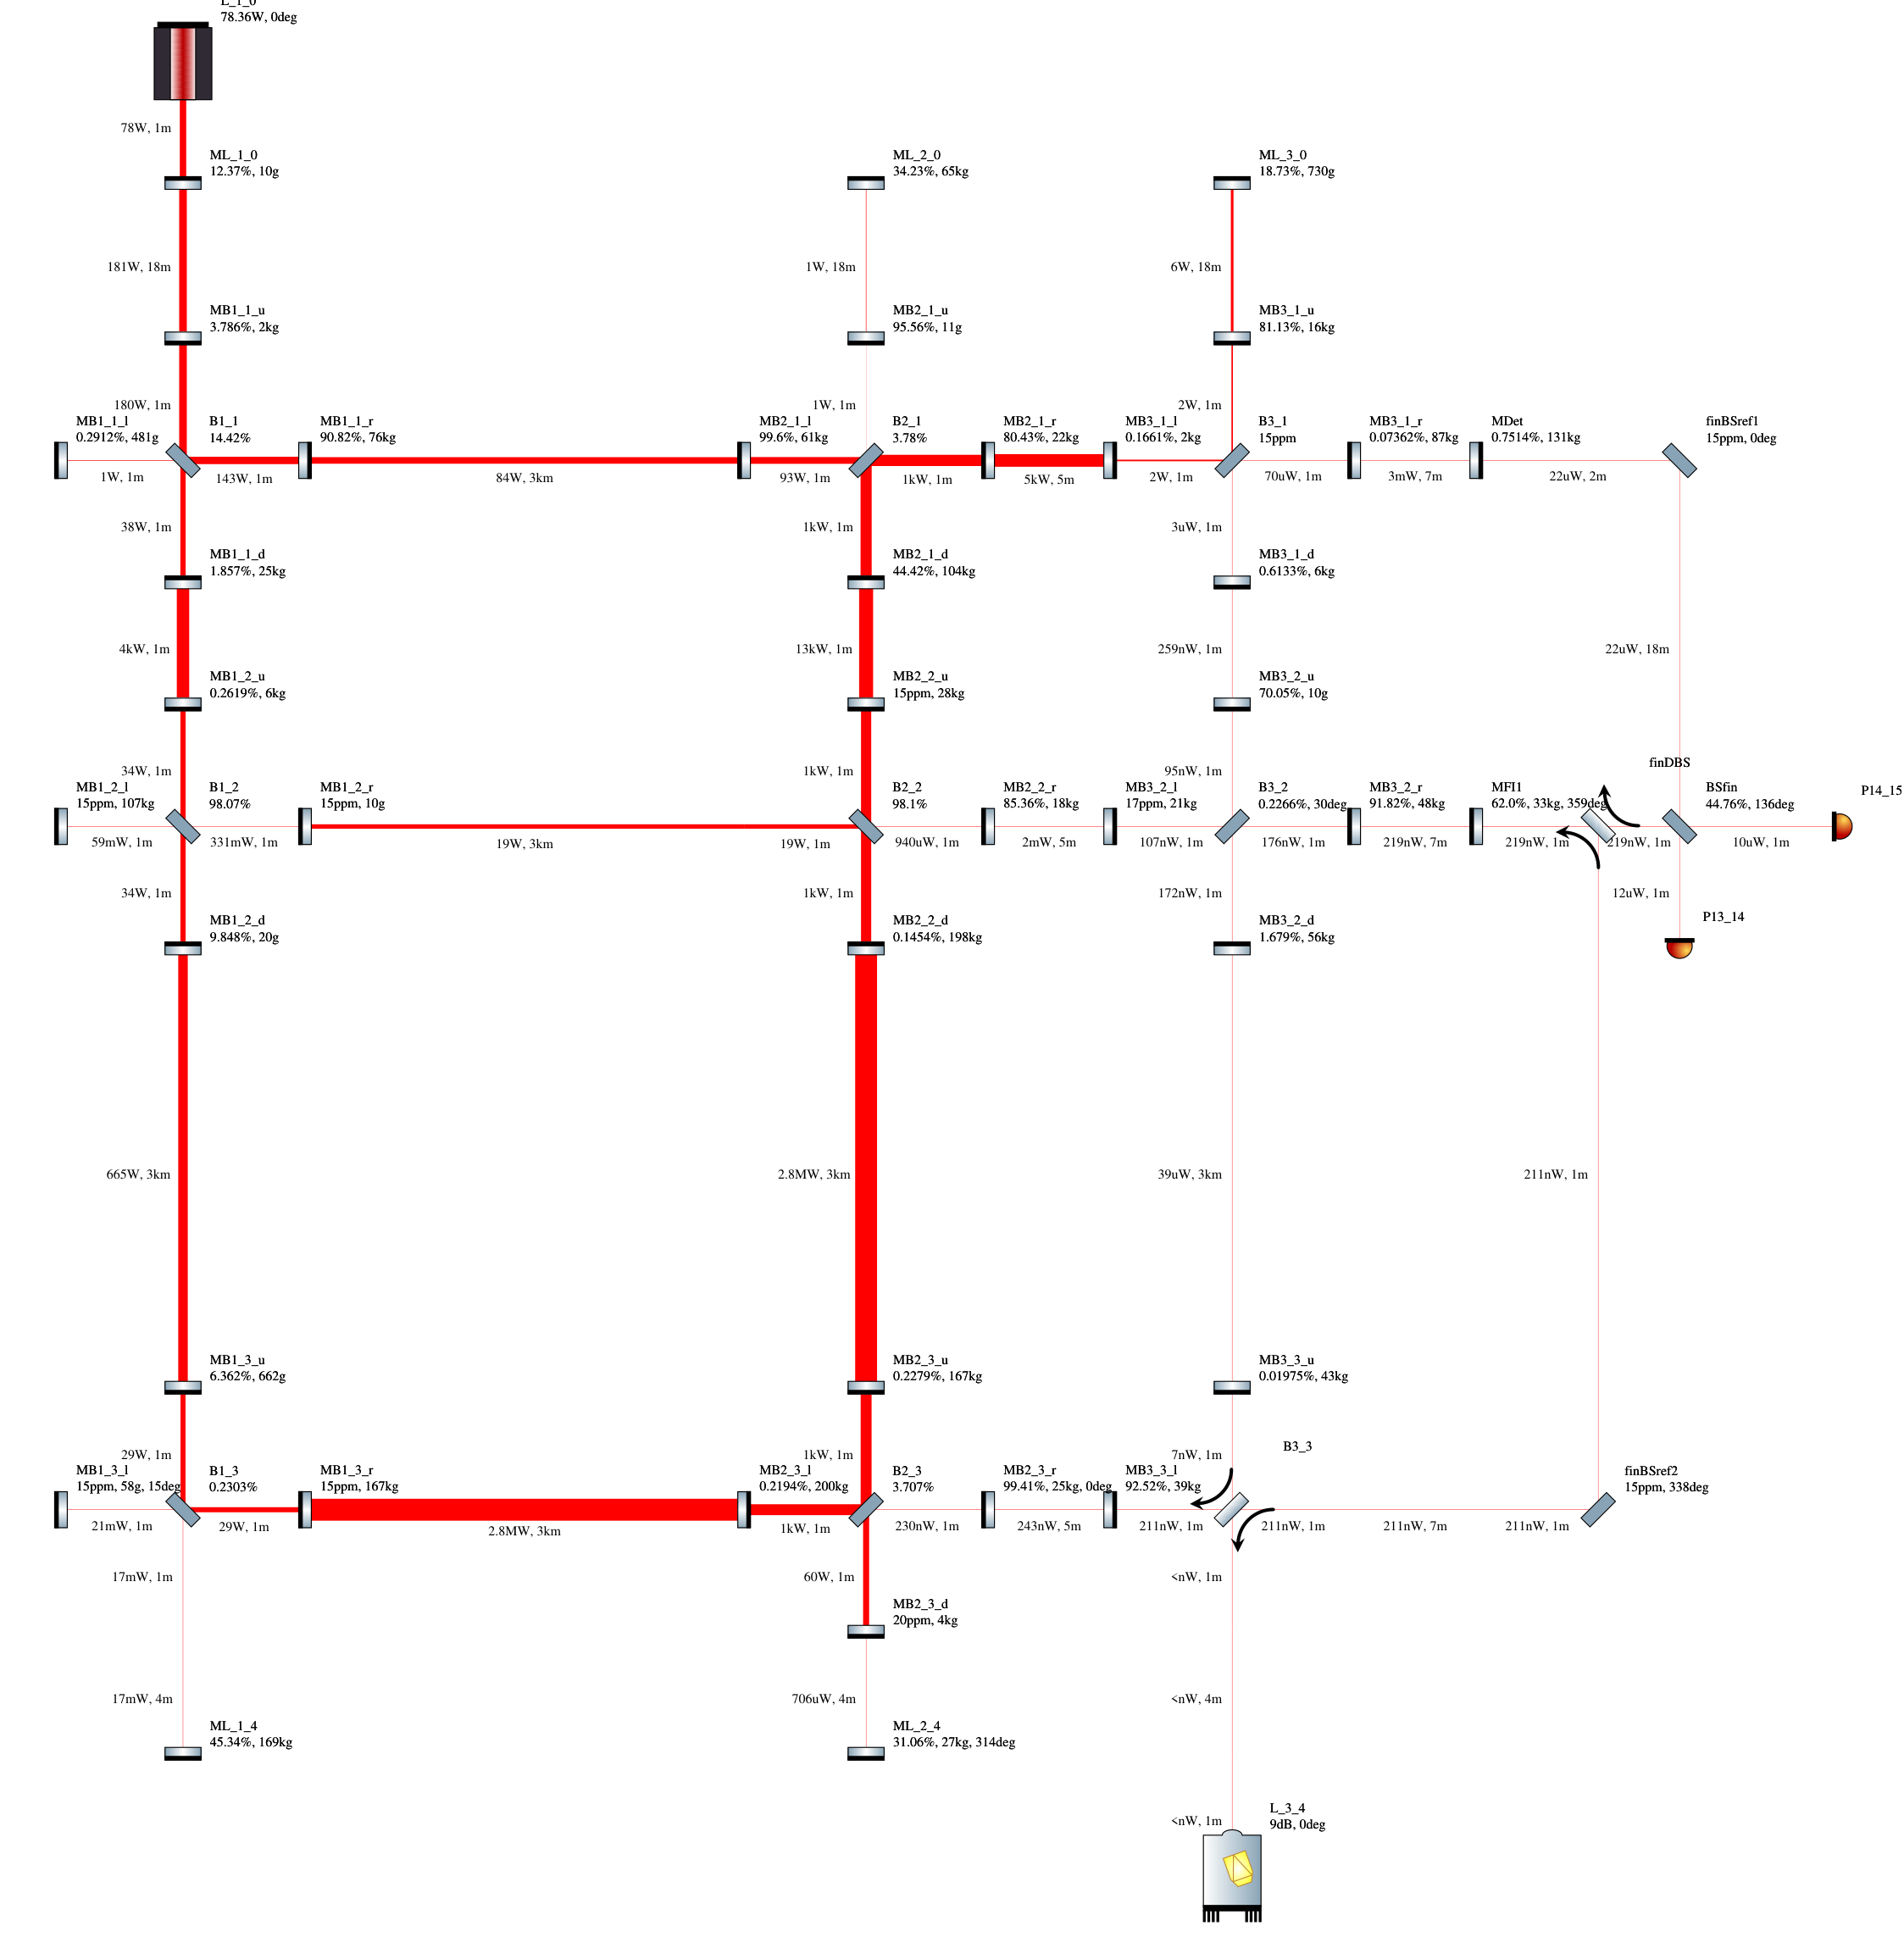 L_1_0
78.36W, 0deg
78W, 1m
ML_1_0
12.37%, 10g
ML_2_0
34.23%, 65kg
ML_3_0
18.73%, 730g
181W, 18m
1W, 18m
6W, 18m
MB1_1_u
3.786%, 2kg
MB2_1_u
95.56%, 11g
MB3_1_u
81.13%, 16kg
180W, 1m
1W, 1m
2W, 1m
MB1_1_l
0.2912%, 481g
B1_1
14.42%
MB1_1_r
90.82%, 76kg
MB2_1_l
99.6%, 61kg
B2_1
3.78%
MB2_1_r
80.43%, 22kg
MB3_1_l
0.1661%, 2kg
B3_1
15ppm
MB3_1_r
0.07362%, 87kg
MDet
0.7514%, 131kg
finBSref1
15ppm, 0deg
1W, 1m
143W, 1m
84W, 3km
93W, 1m
1kW, 1m
5kW, 5m
2W, 1m
70uW, 1m
3mW, 7m
22uW, 2m
38W, 1m
1kW, 1m
3uW, 1m
MB1_1_d
1.857%, 25kg
MB2_1_d
44.42%, 104kg
MB3_1_d
0.6133%, 6kg
4kW, 1m
13kW, 1m
259nW, 1m
22uW, 18m
MB1_2_u
0.2619%, 6kg
MB2_2_u
15ppm, 28kg
MB3_2_u
70.05%, 10g
34W, 1m
1kW, 1m
95nW, 1m
finDBS
MB1_2_l
15ppm, 107kg
B1_2
98.07%
MB1_2_r
15ppm, 10g
B2_2
98.1%
MB2_2_r
85.36%, 18kg
MB3_2_l
17ppm, 21kg
B3_2
0.2266%, 30deg
MB3_2_r
91.82%, 48kg
MFI1
62.0%, 33kg, 359deg
BSfin
44.76%, 136deg
P14_15
59mW, 1m
331mW, 1m
19W, 3km
19W, 1m
940uW, 1m
2mW, 5m
107nW, 1m
176nW, 1m
219nW, 7m
219nW, 1m
219nW, 1m
10uW, 1m
34W, 1m
1kW, 1m
172nW, 1m
12uW, 1m
MB1_2_d
9.848%, 20g
MB2_2_d
0.1454%, 198kg
MB3_2_d
1.679%, 56kg
P13_14
665W, 3km
2.8MW, 3km
39uW, 3km
211nW, 1m
MB1_3_u
6.362%, 662g
MB2_3_u
0.2279%, 167kg
MB3_3_u
0.01975%, 43kg
29W, 1m
1kW, 1m
7nW, 1m
B3_3
MB1_3_l
15ppm, 58g, 15deg
B1_3
0.2303%
MB1_3_r
15ppm, 167kg
MB2_3_l
0.2194%, 200kg
B2_3
3.707%
MB2_3_r
99.41%, 25kg, 0deg
MB3_3_l
92.52%, 39kg
finBSref2
15ppm, 338deg
21mW, 1m
29W, 1m
2.8MW, 3km
1kW, 1m
230nW, 1m
243nW, 5m
211nW, 1m
211nW, 1m
211nW, 7m
211nW, 1m
17mW, 1m
60W, 1m
<nW, 1m
MB2_3_d
20ppm, 4kg
17mW, 4m
706uW, 4m
<nW, 4m
ML_1_4
45.34%, 169kg
ML_2_4
31.06%, 27kg, 314deg
<nW, 1m
L_3_4
9dB, 0deg